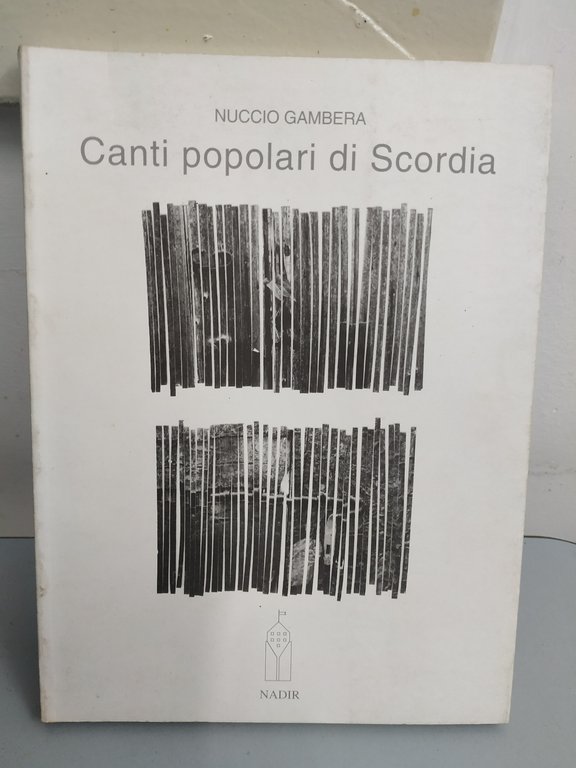 NUCCIO GAMBERA
Canti popolari di Scordia
NADIR